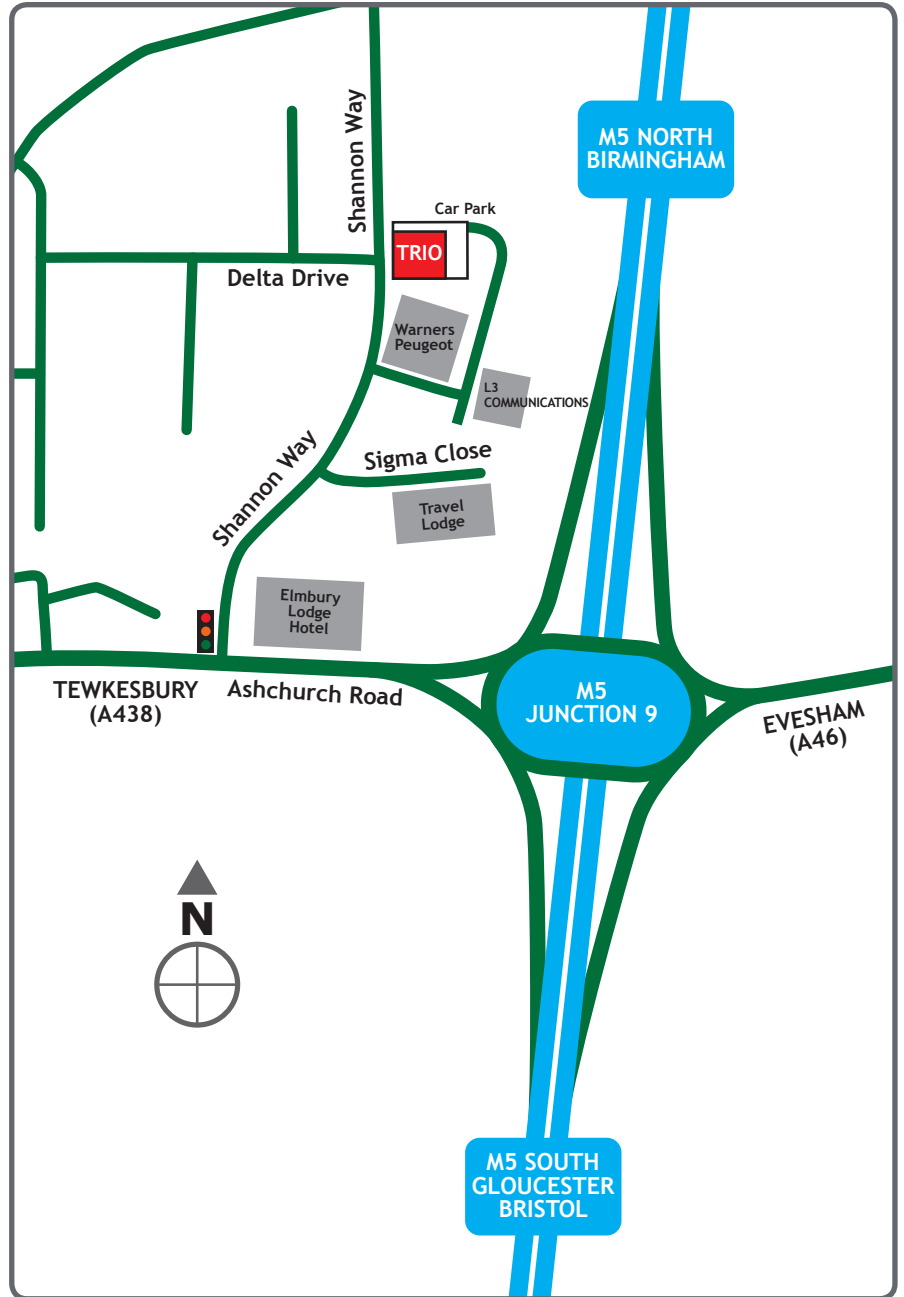 Shannon Way
M5 NORTH
BIRMINGHAM
Car Park
TRIO
Delta Drive
Warners
Peugeot
L3
COMMUNICATIONS
Shannon Way
Sigma Close
Travel
Lodge
Elmbury
Lodge
Hotel
TEWKESBURY
(A438)
Ashchurch Road
M5
JUNCTION 9
EVESHAM
(A46)
N
M5 SOUTH
GLOUCESTER
BRISTOL